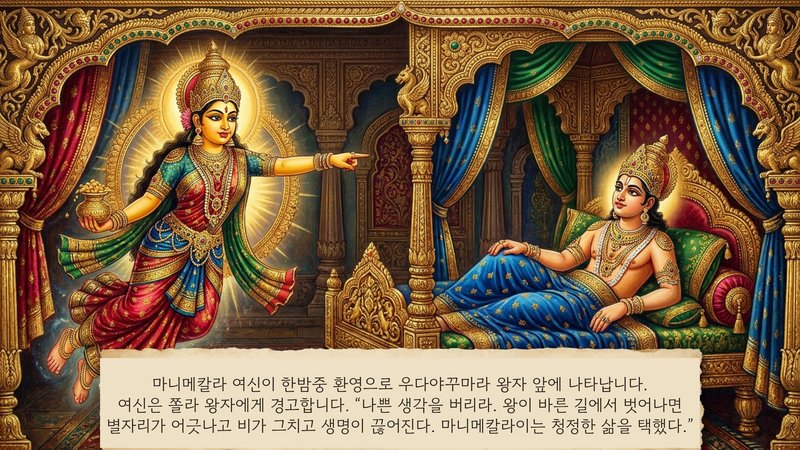 마니메칼라 여신이 한밤중 환영으로 우다야꾸마라 왕자 앞에 나타납니다.
여신은 쫄라 왕자에게 경고합니다. “나쁜 생각을 버리라. 왕이 바른 길에서 벗어나면
별자리가 어긋나고 비가 그치고 생명이 끊어진다. 마니메칼라이는 청정한 삶을 택했다.”